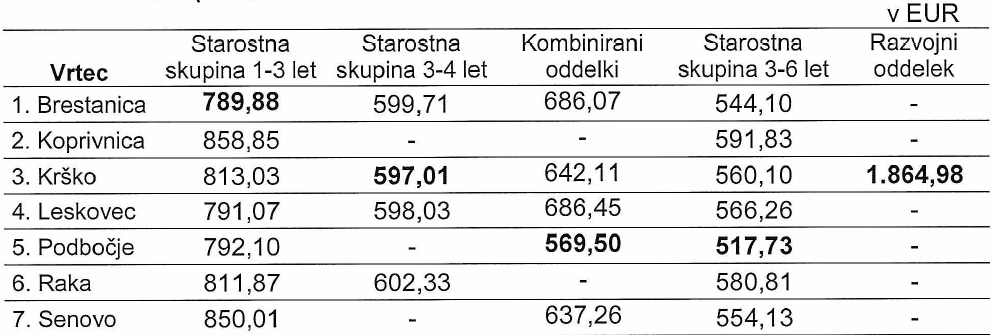 v EUR
Vrtec Starostna skupina 1-3 let Starostna skupina 3-4 let Kombinirani oddelki Starostna skupina 3-6 let Razvojni oddelek
1. Brestanica 789,88 599,71 686,07 544,10 -
2. Koprivnica 858,85 - - 591,83 -
3. Krško 813,03 597,01 642,11 560,10 1.864,98
4. Leskovec 791,07 598,03 686,45 566,26 -
5. Podbočje 792,10 - 569,50 517,73 -
6. Raka 811,87 602,33 - 580,81 -
7. Senovo 850,01 - 637,26 554,13 -